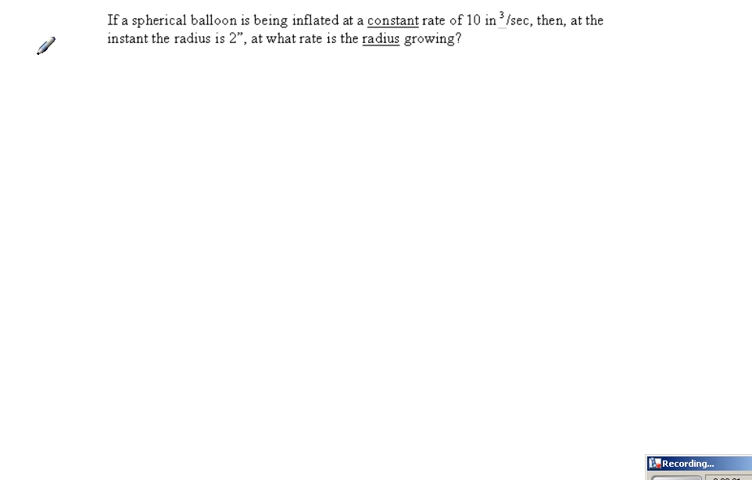 If a spherical balloon is being inflated at a constant rate of 10 in³/sec, then, at the
instant the radius is 2”, at what rate is the radius growing?
Recording...